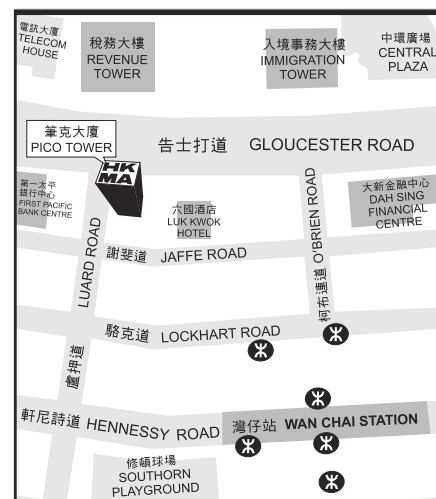 電訊大廈
TELECOM
HOUSE
稅務大樓
REVENUE
TOWER
入境事務大樓
IMMIGRATION
TOWER
中環廣場
CENTRAL
PLAZA
筆克大廈
PICO TOWER
告士打道 GLOUCESTER ROAD
HK
MA
第一太平
銀行中心
FIRST PACIFIC
BANK CENTRE
六國酒店
LUK KWOK
HOTEL
大新金融中心
DAH SING
FINANCIAL
CENTRE
柯布連道 O'BRIEN ROAD
盧押道 LUARD ROAD
謝斐道 JAFFE ROAD
駱克道 LOCKHART ROAD
軒尼詩道 HENNESSY ROAD
灣仔站 WAN CHAI STATION
修頓球場
SOUTHORN
PLAYGROUND